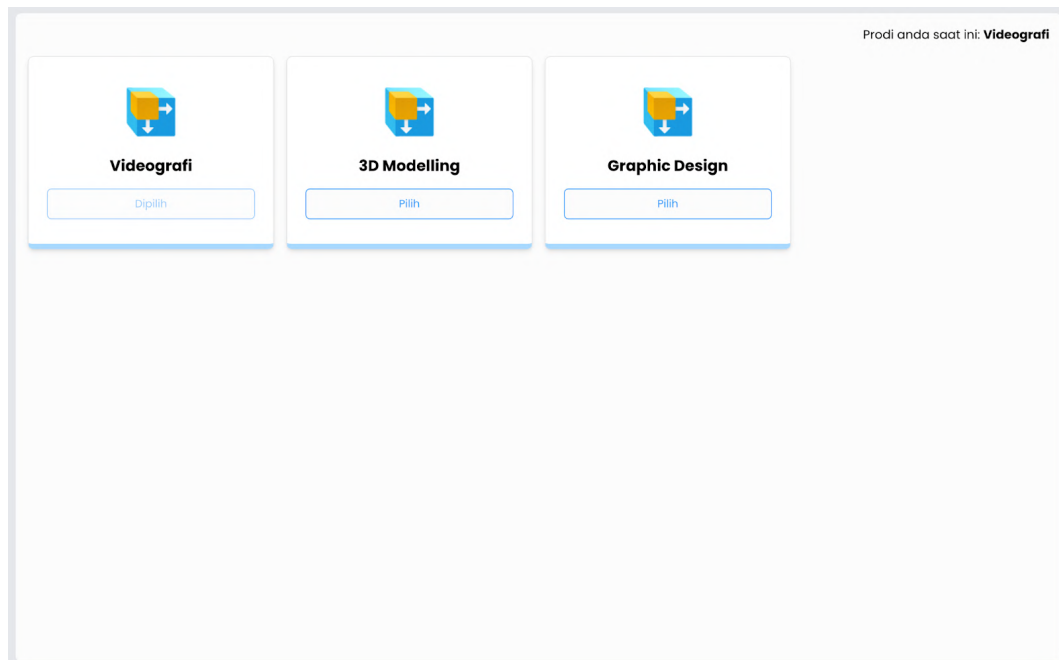 Prodi anda saat ini: Videografi
Videografi
3D Modelling
Graphic Design
Dipilih
Pilih
Pilih